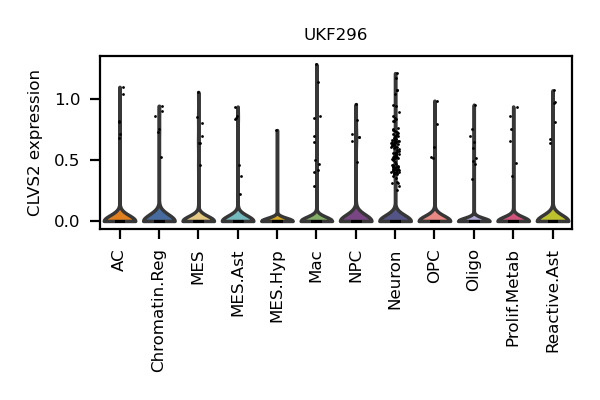 UKF296
CLVS2 expression
1.0
0.5
0.0
AC
Chromatin.Reg
MES
MES.Ast
MES.Hyp
Mac
NPC
Neuron
OPC
Oligo
Prolif.Metab
Reactive.Ast